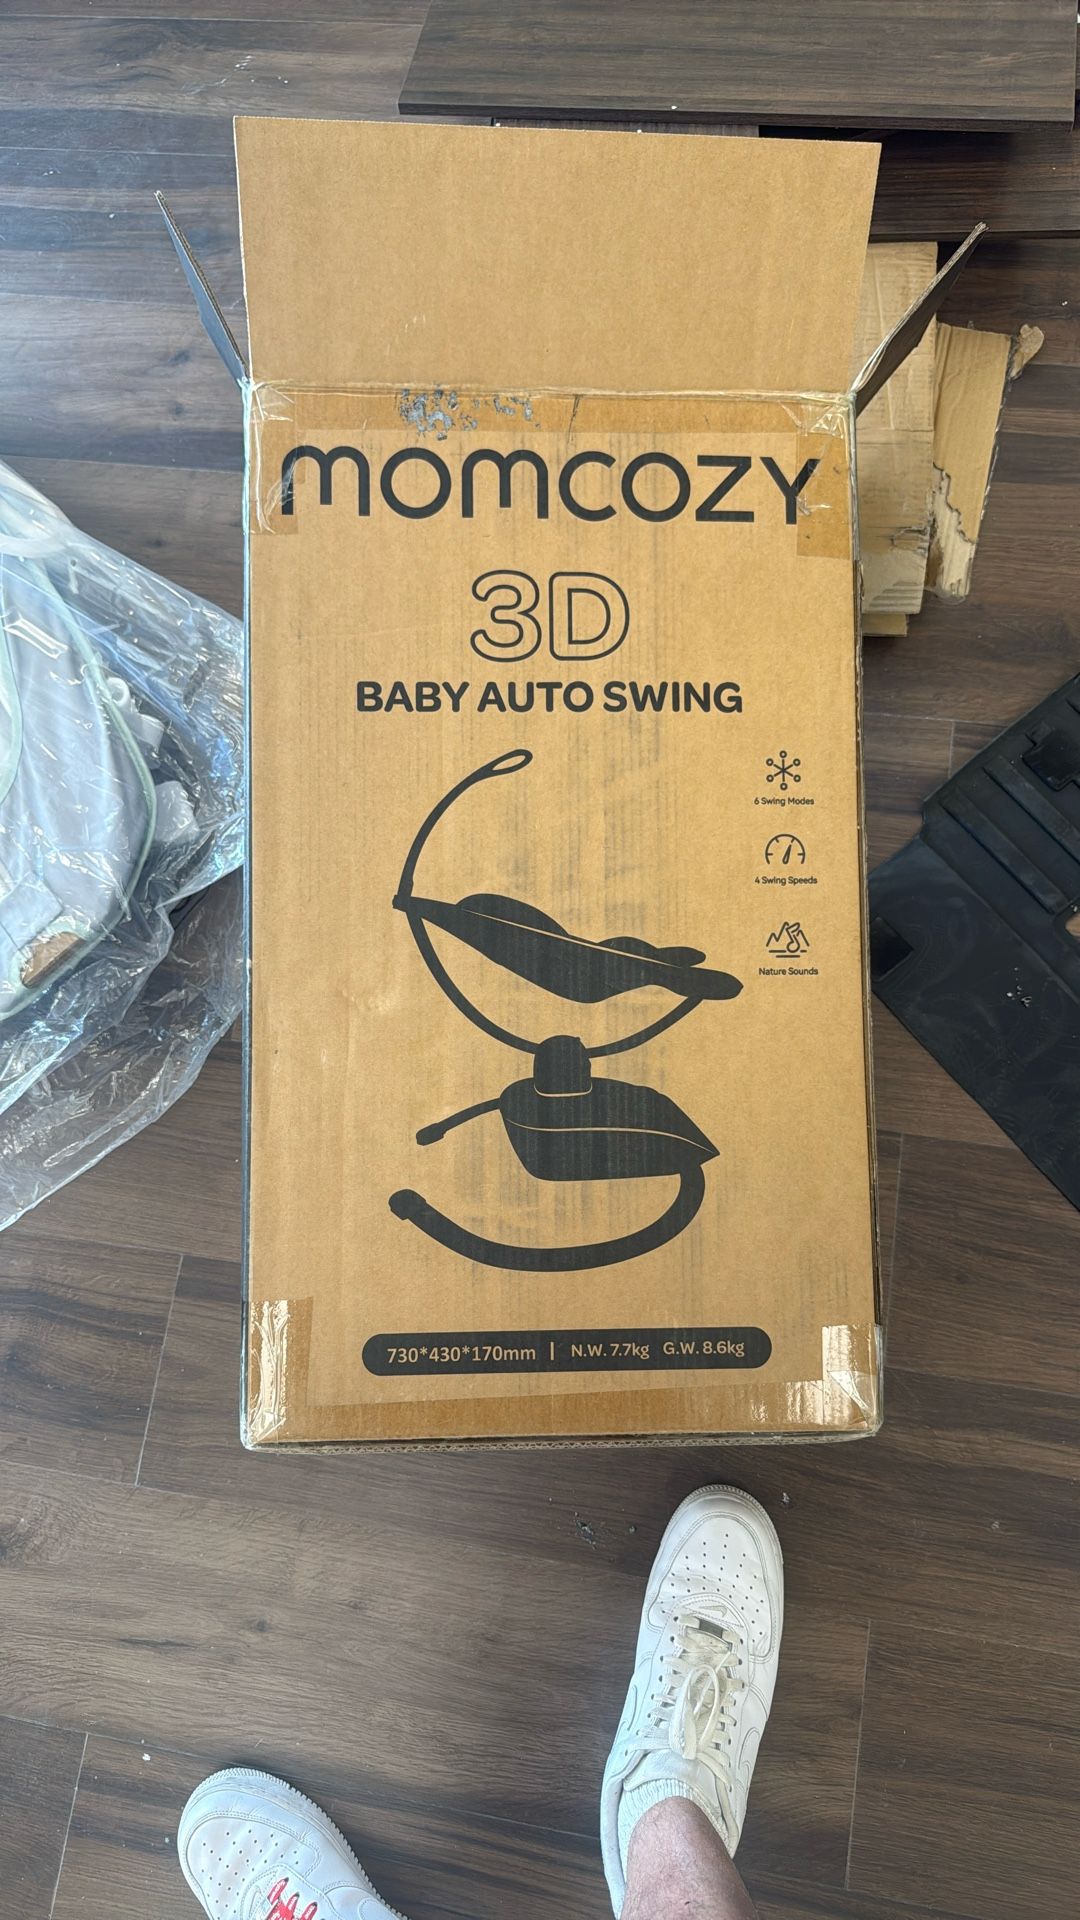 momcozy
3D
BABY AUTO SWING
6 Swing Modes
4 Swing Speeds
Nature Sounds
730*430*170mm | N.W. 7.7kg G.W. 8.6kg